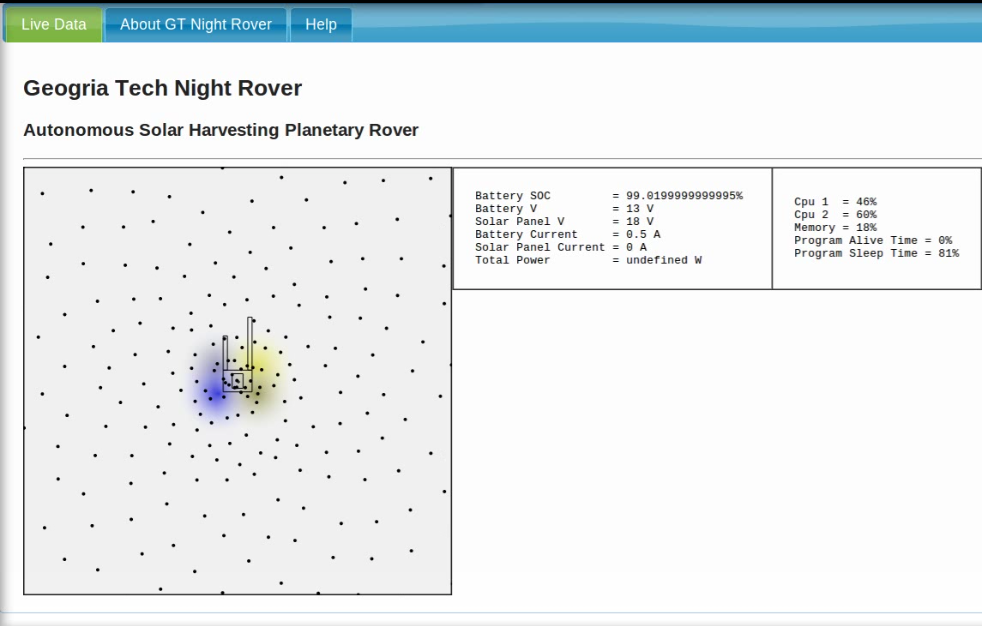 Live Data About GT Night Rover Help
Geogria Tech Night Rover
Autonomous Solar Harvesting Planetary Rover
Battery SOC = 99.0199999999995%
Battery V = 13 V
Solar Panel V = 18 V
Battery Current = 0.5 A
Solar Panel Current = 0 A
Total Power = undefined W
Cpu 1 = 46%
Cpu 2 = 60%
Memory = 18%
Program Alive Time = 0%
Program Sleep Time = 81%